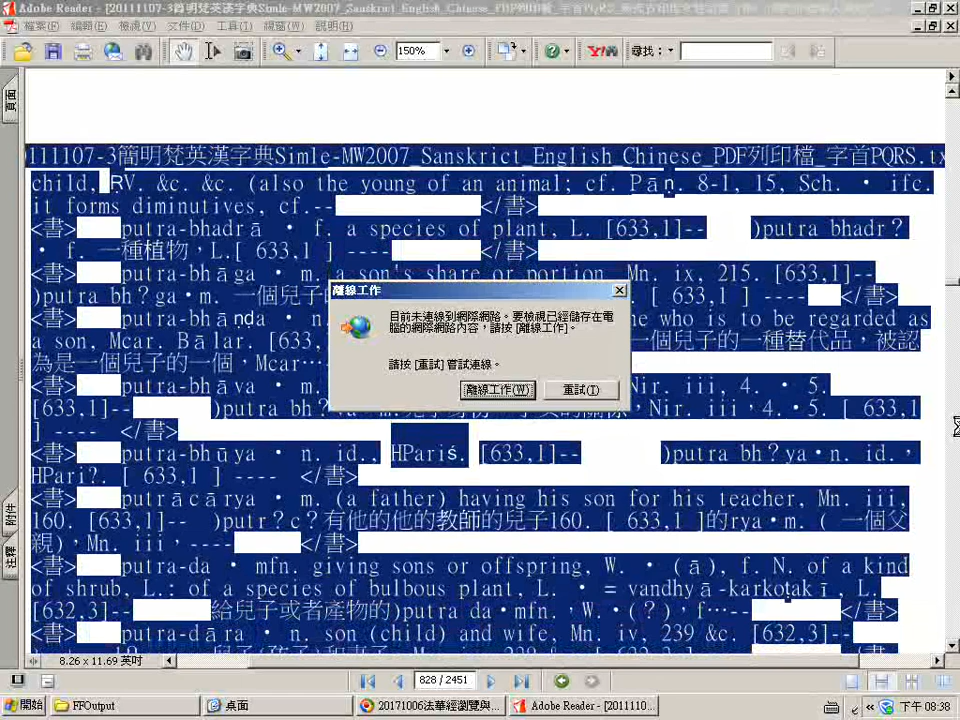 Adobe Reader - [20111107-3簡明梵英漢字典Simle-MW2007_Sanskrict_English_Chinese_PDF列印檔_字首PQRS
檔案(F) 編輯(E) 檢視(V) 文件(D) 工具(T) 視窗(W) 說明(H)
150% 尋找:
頁面
111107-3簡明梵英漢字典Simle-MW2007_Sanskrict_English_Chinese_PDF列印檔_字首PQRS.tx
child, RV. &c. &c. (also the young of an animal; cf. Pāṇ. 8-1, 15, Sch. • ifc.
it forms diminutives, cf.-- </書>
<書> putra-bhadrā • f. a species of plant, L. [633,1]-- )putra bhadr?
• f. 一種植物,L.[ 633,1 ] ---- </書>
<書> putra-bhāga • m. a son's share or portion, Mn. ix, 215. [633,1]--
)putra bh?ga•m. 一個兒子的 [ 633,1 ] ---- </書>
<書> putra-bhāṇḍa • n. who is to be regarded as
a son, Mcar. Bālar. [633, 一個兒子的一種替代品,被認
為是一個兒子的一個,Mcar… </書>
<書> putra-bhāva • m. Nir. iii, 4. • 5.
[633,1]-- )putra bh?va•m. Nir. iii,4.•5. [ 633,1
] ---- </書>
<書> putra-bhūya • n. id., HPariś. [633,1]-- )putra bh?ya•n. id.,
HPari?. [ 633,1 ] ---- </書>
<書> putrācārya • m. (a father) having his son for his teacher, Mn. iii,
160. [633,1]-- )putr?c?有他的他的教師的兒子160. [ 633,1 ]的rya•m. ( 一個父
親),Mn. iii,---- </書>
<書> putra-da • mfn. giving sons or offspring, W. • (ā), f. N. of a kind
of shrub, L.: of a species of bulbous plant, L. • = vandhyā-karkoṭakī, L.
[632,3]-- 給兒子或者產物的)putra da•mfn.,W.•(?),f…-- </書>
<書> putra-dāra • n. son (child) and wife, Mn. iv, 239 &c. [632,3]--
離線工作
目前未連線到網際網路。要檢視已經儲存在電
腦的網際網路內容,請按 [離線工作]。
請按 [重試] 嘗試連線。
離線工作(W) 重試(T)
附件
注釋
8.26 x 11.69 英吋
828 / 2451
開始 FFOutput 桌面 20171006法華經瀏覽與... Adobe Reader - [2011110... 下午 08:38